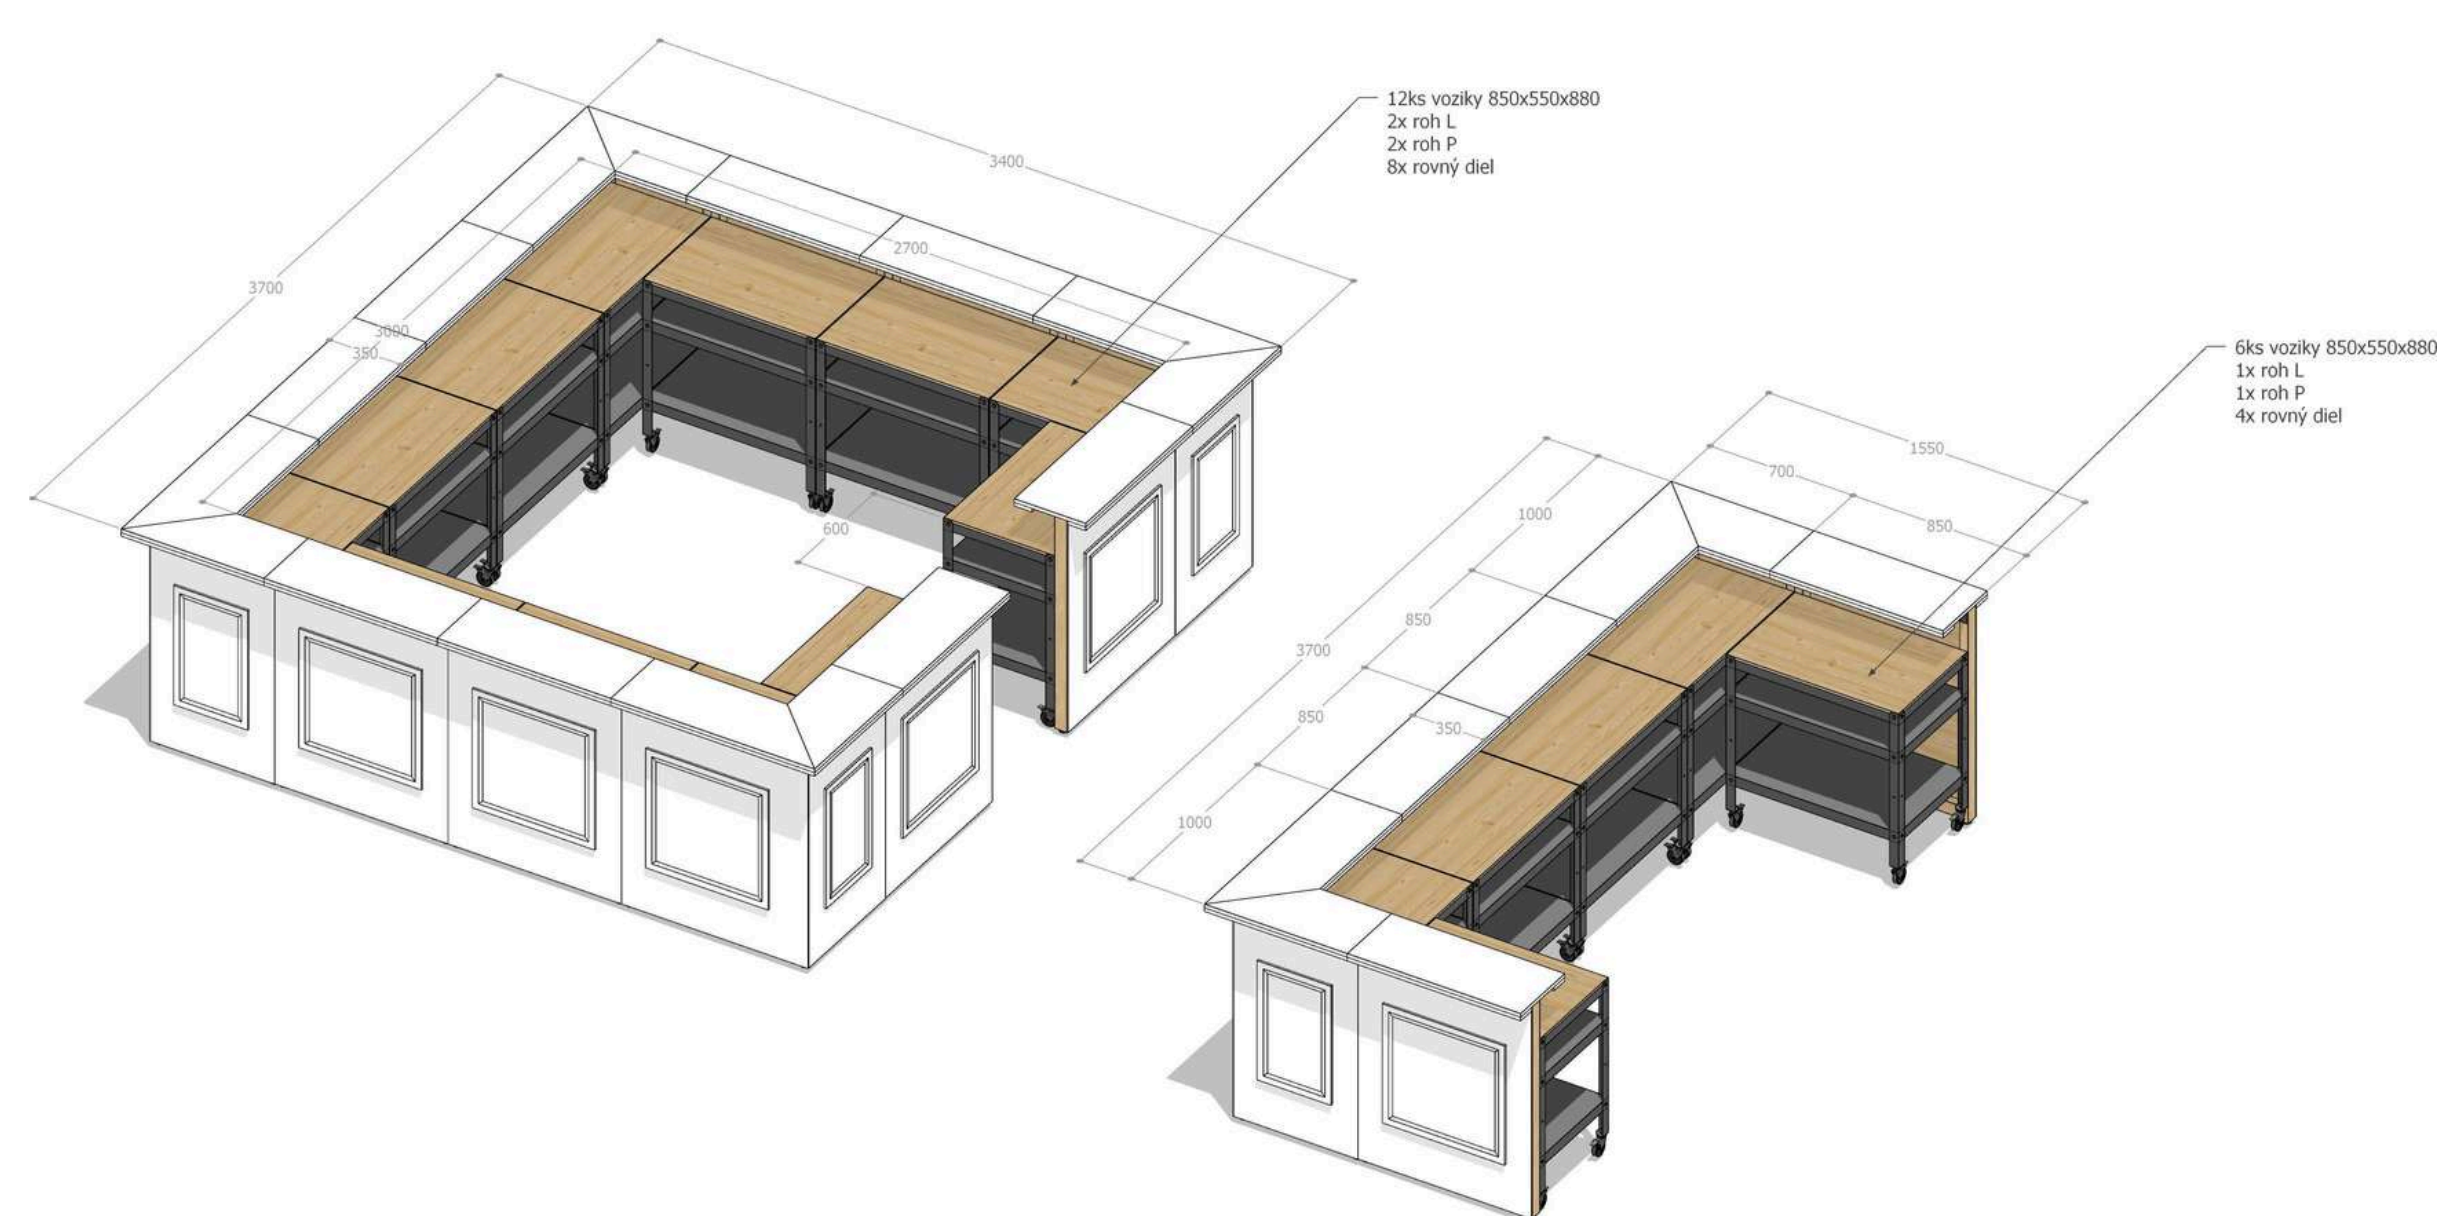 3400
12ks voziky 850x550x880
2x roh L
2x roh P
8x rovný diel
2700
3700
3000
350
600
6ks voziky 850x550x880
1x roh L
1x roh P
4x rovný diel
1550
700
850
1000
850
3700
850
350
1000